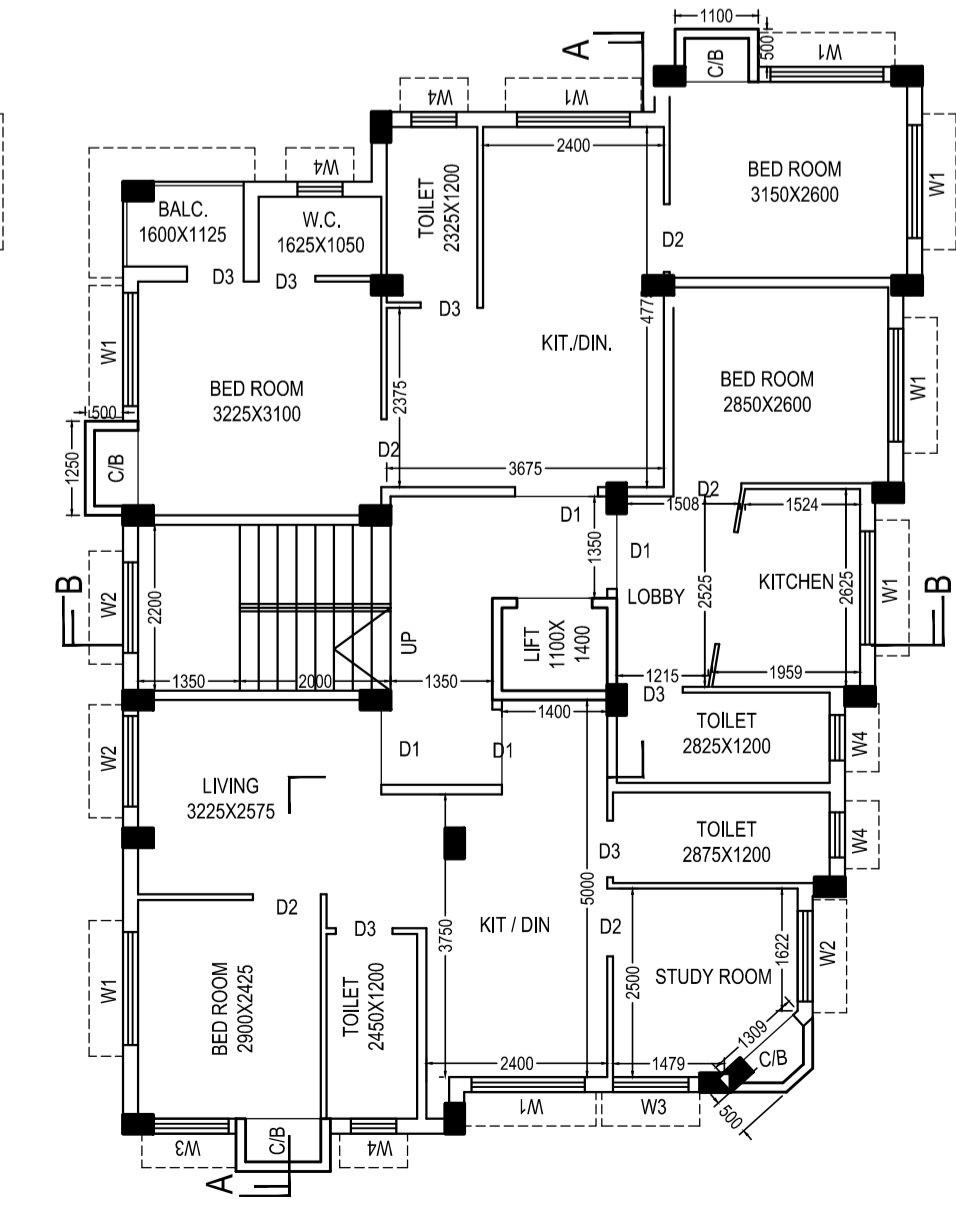 1100
A
500
W1
C/B
W4
W1
2400
BED ROOM
3150X2600
W1
W4
BALC.
1600X1125
W.C.
1625X1050
TOILET
2325X1200
D2
D3
D3
D3
4775
KIT./DIN.
W1
BED ROOM
3225X3100
2375
BED ROOM
2850X2600
W1
500
1250
C/B
D2
3675
D2
1508
1524
D1
1350
D1
B
W2
2200
LOBBY
2525
KITCHEN
2625
W1
B
UP
LIFT
1100X
1400
1350
2000
1350
1215
1959
D3
1400
TOILET
2825X1200
W4
W2
D1
D1
LIVING
3225X2575
TOILET
2875X1200
W4
D3
5000
D2
D3
3750
KIT / DIN
D2
W1
BED ROOM
2900X2425
TOILET
2450X1200
2500
STUDY ROOM
1622
W2
1309
C/B
2400
1479
500
W1
W3
W3
C/B
W4
A